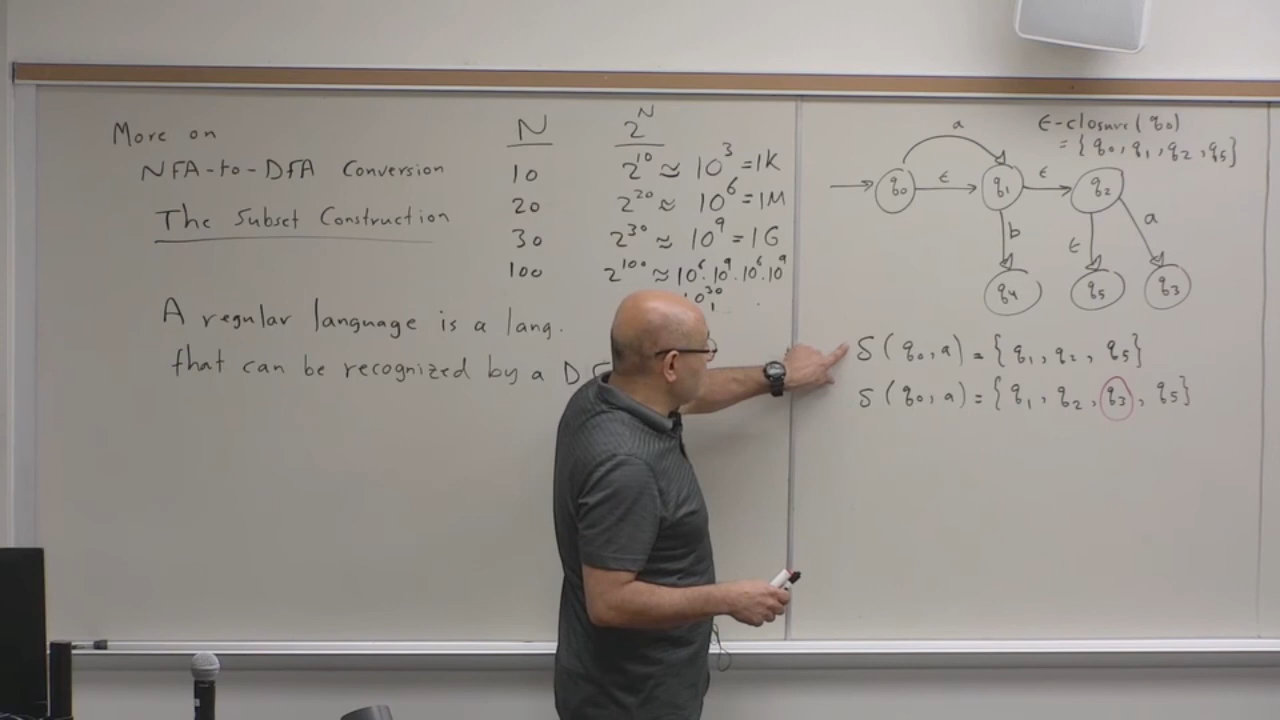 More on
NFA-to-DFA Conversion
The Subset Construction
A regular language is a lang.
that can be recognized by a D
N 2^N
10 2^10 ≈ 10^3 = 1K
20 2^20 ≈ 10^6 = 1M
30 2^30 ≈ 10^9 = 1G
100 2^100 ≈ 10^6.10^9.10^6.10^9
10^30
ϵ-closure(q0)
= {q0, q1, q2, q5}
a
q0 ϵ q1 ϵ q2
b ϵ a
q4 q5 q3
δ(q0, a) = {q1, q2, q5}
δ(q0, a) = {q1, q2, q3, q5}